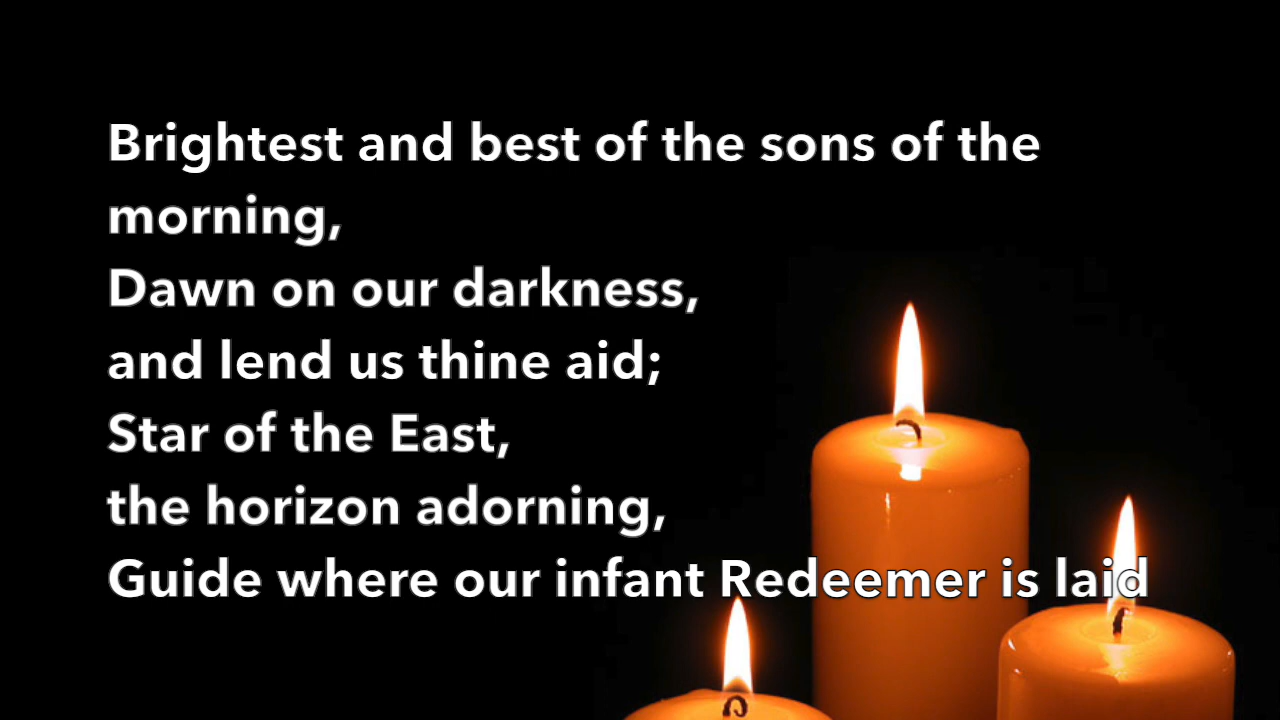 Brightest and best of the sons of the
morning,
Dawn on our darkness,
and lend us thine aid;
Star of the East,
the horizon adorning,
Guide where our infant Redeemer is laid